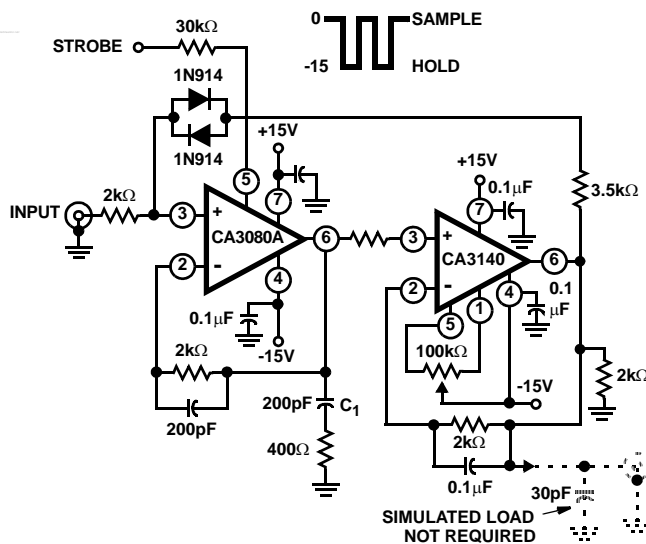 0
SAMPLE
-15
HOLD
30kΩ
STROBE
1N914
1N914
+15V
+15V
0.1μF
3.5kΩ
2kΩ
INPUT
5
7
7
3
+
CA3080A
6
3
+
CA3140
6
2
-
4
2
-
4
0.1
μF
5
1
0.1μF
-15V
100kΩ
-15V
2kΩ
2kΩ
200pF
200pF
C1
400Ω
2kΩ
0.1μF
30pF
SIMULATED LOAD
NOT REQUIRED